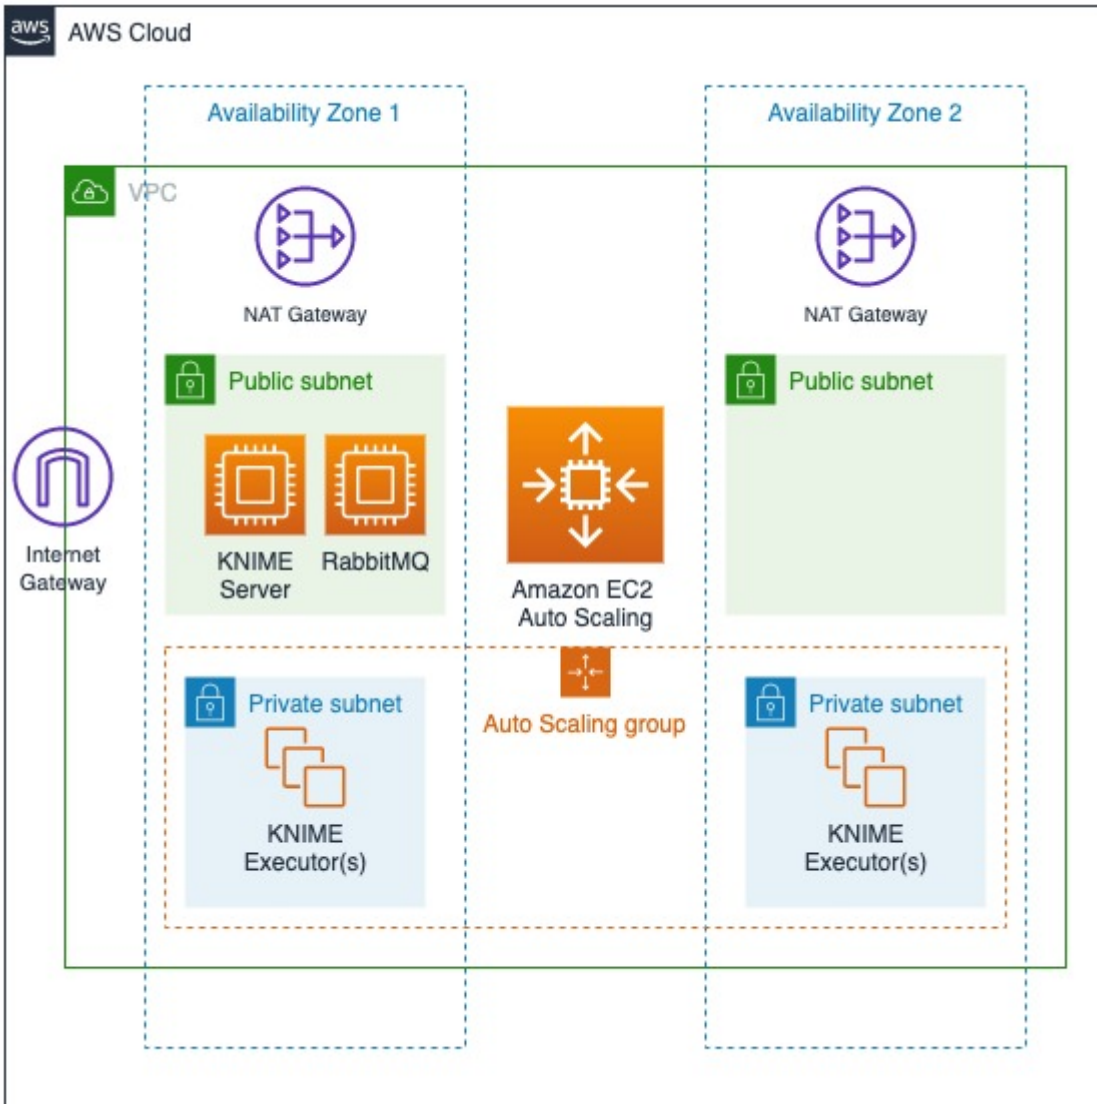 aws
AWS Cloud
Availability Zone 1
Availability Zone 2
VPC
NAT Gateway
NAT Gateway
Public subnet
Public subnet
Internet
Gateway
KNIME
Server
RabbitMQ
Amazon EC2
Auto Scaling
Private subnet
Auto Scaling group
Private subnet
KNIME
Executor(s)
KNIME
Executor(s)